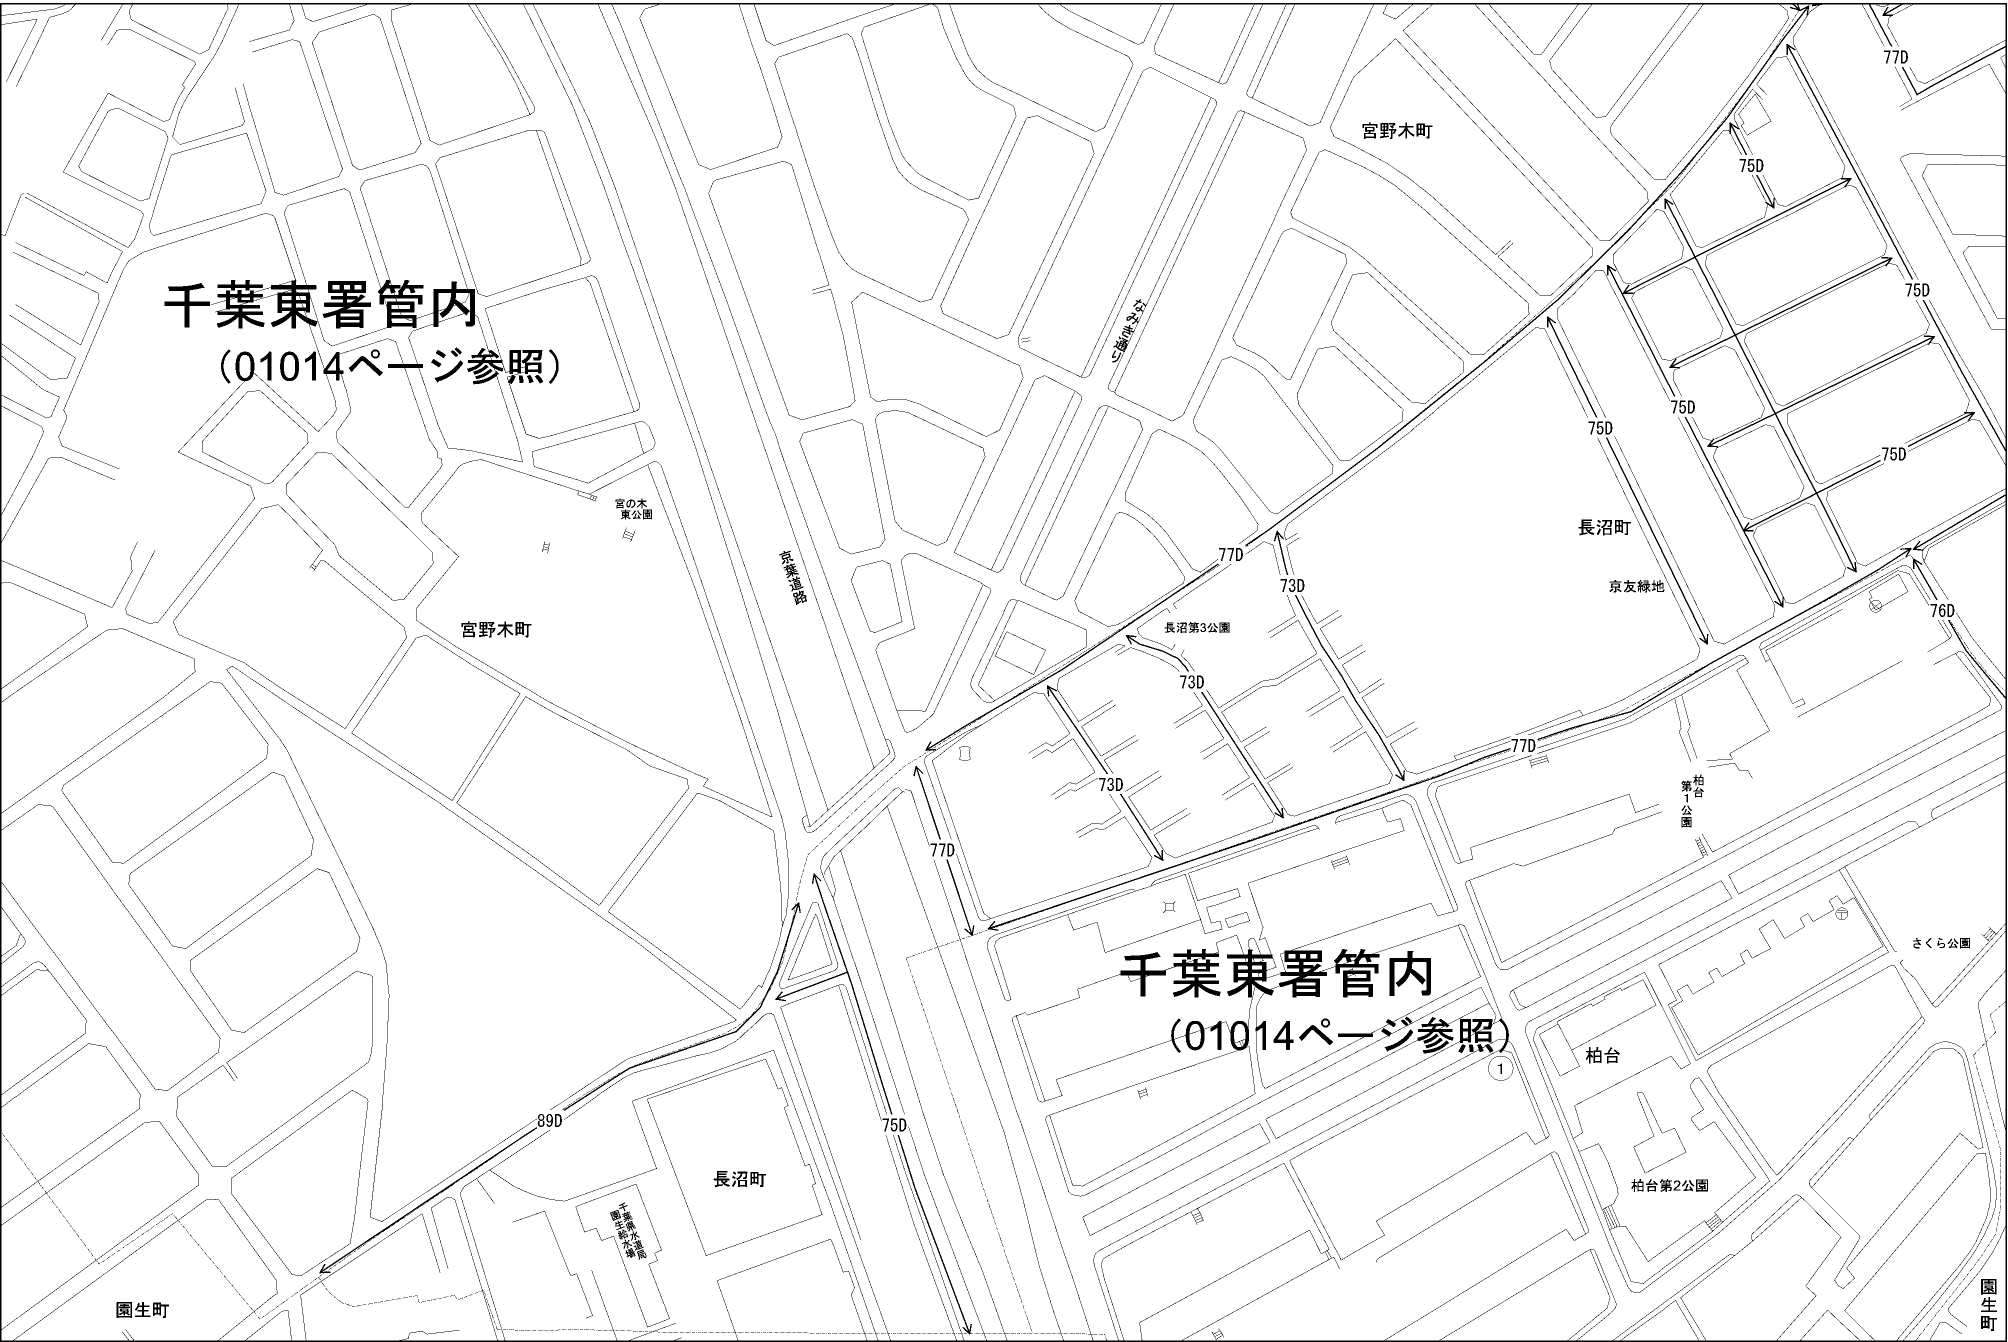 77D
宮野木町
75D
千葉東署管内
(01014ページ参照)
75D
なみき通り
75D
75D
75D
宮の木
東公園
長沼町
77D
京葉道路
73D
京友緑地
76D
宮野木町
長沼第3公園
73D
77D
73D
柏台
第1公園
77D
さくら公園
千葉東署管内
(01014ページ参照)
柏台
1
89D
75D
長沼町
柏台第2公園
千葉県水道局
園生給水場
園生町
園生町